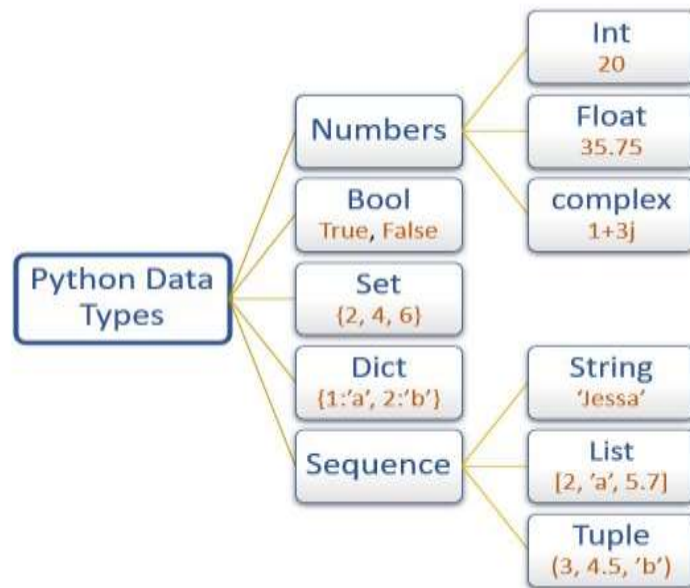 Python Data
Types
Numbers
Int
20
Float
35.75
complex
1+3j
Bool
True, False
Set
{2, 4, 6}
Dict
{1:'a', 2:'b'}
Sequence
String
'Jessa'
List
[2, 'a', 5.7]
Tuple
(3, 4.5, 'b')